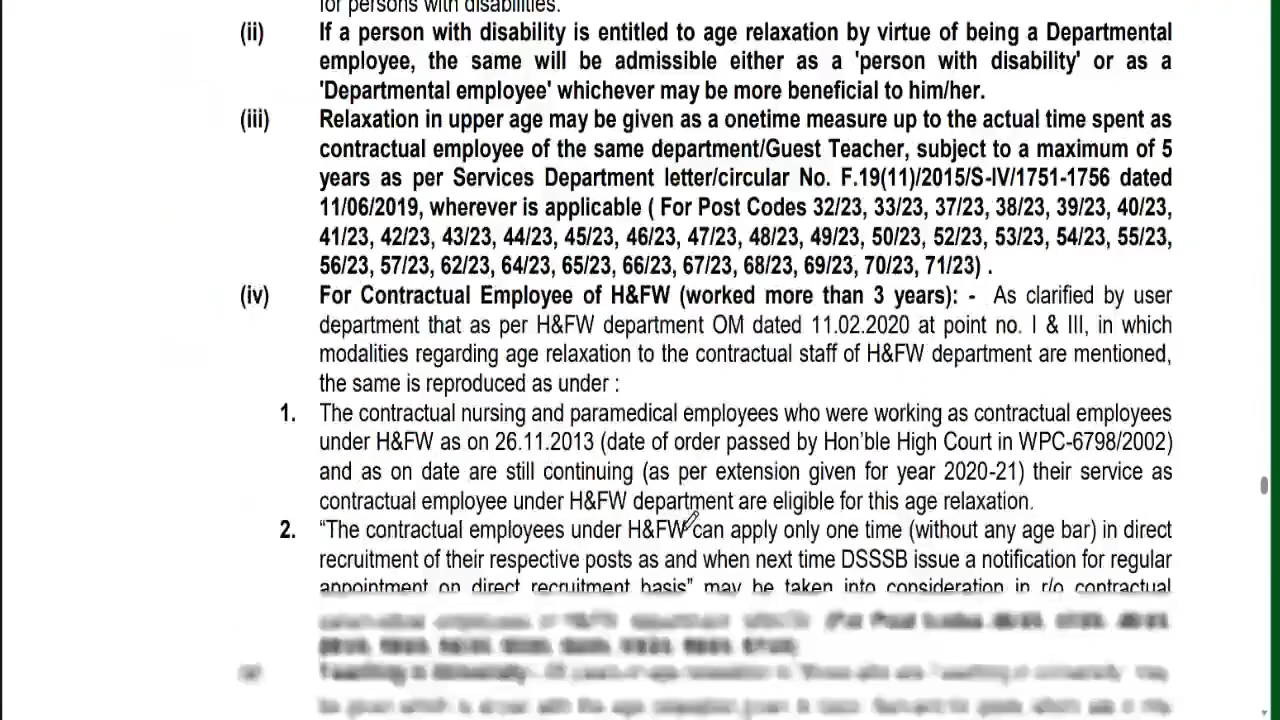 for persons with disabilities.
(ii) If a person with disability is entitled to age relaxation by virtue of being a Departmental
employee, the same will be admissible either as a 'person with disability' or as a
'Departmental employee' whichever may be more beneficial to him/her.
(iii) Relaxation in upper age may be given as a onetime measure up to the actual time spent as
contractual employee of the same department/Guest Teacher, subject to a maximum of 5
years as per Services Department letter/circular No. F.19(11)/2015/S-IV/1751-1756 dated
11/06/2019, wherever is applicable ( For Post Codes 32/23, 33/23, 37/23, 38/23, 39/23, 40/23,
41/23, 42/23, 43/23, 44/23, 45/23, 46/23, 47/23, 48/23, 49/23, 50/23, 52/23, 53/23, 54/23, 55/23,
56/23, 57/23, 62/23, 64/23, 65/23, 66/23, 67/23, 68/23, 69/23, 70/23, 71/23) .
(iv) For Contractual Employee of H&FW (worked more than 3 years): - As clarified by user
department that as per H&FW department OM dated 11.02.2020 at point no. I & III, in which
modalities regarding age relaxation to the contractual staff of H&FW department are mentioned,
the same is reproduced as under :
1. The contractual nursing and paramedical employees who were working as contractual employees
under H&FW as on 26.11.2013 (date of order passed by Hon'ble High Court in WPC-6798/2002)
and as on date are still continuing (as per extension given for year 2020-21) their service as
contractual employee under H&FW department are eligible for this age relaxation.
2. “The contractual employees under H&FW can apply only one time (without any age bar) in direct
recruitment of their respective posts as and when next time DSSSB issue a notification for regular
appointment on direct recruitment basis” may be taken into consideration in r/o contractual